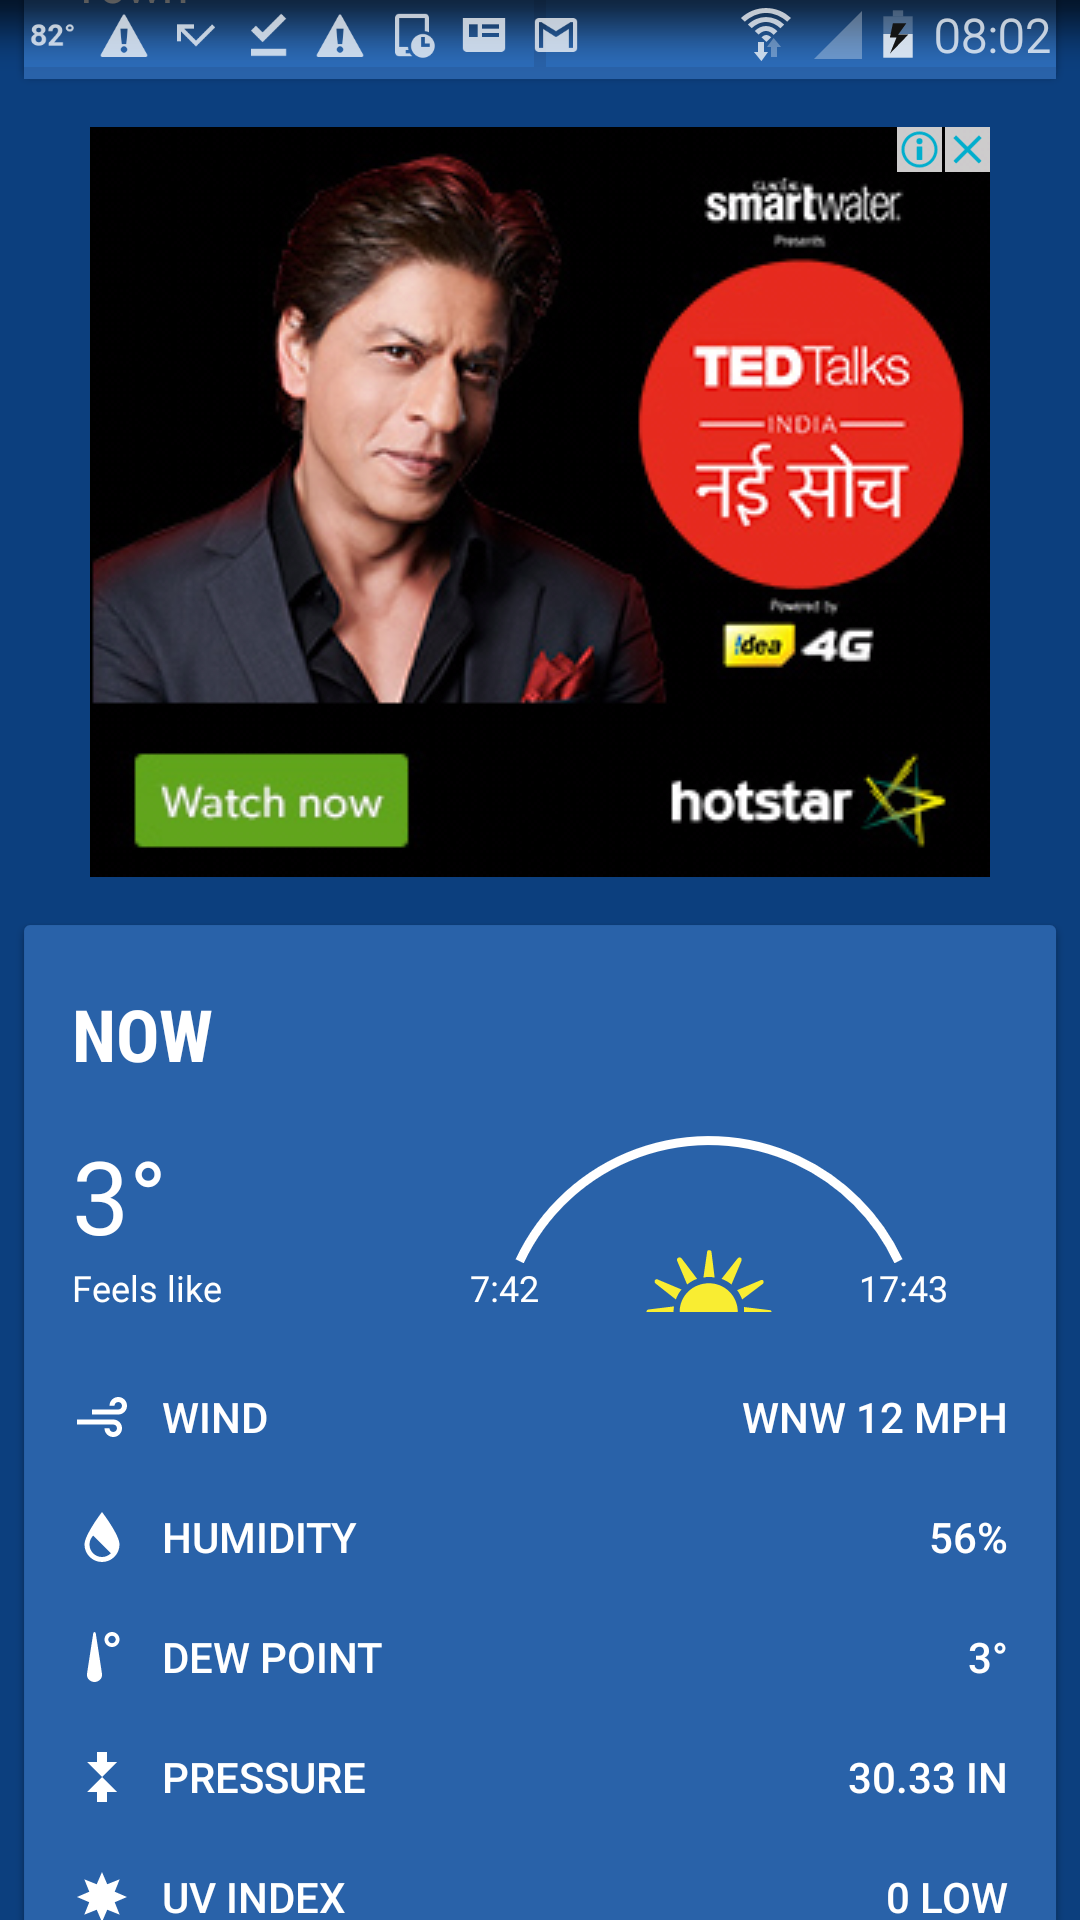 82°
08:02
smartwater
Presents
TEDTalks
INDIA
नई सोच
Powered by
!dea 4G
Watch now
hotstar
NOW
3°
Feels like
7:42
17:43
WIND
WNW 12 MPH
HUMIDITY
56%
DEW POINT
3°
PRESSURE
30.33 IN
UV INDEX
0 LOW